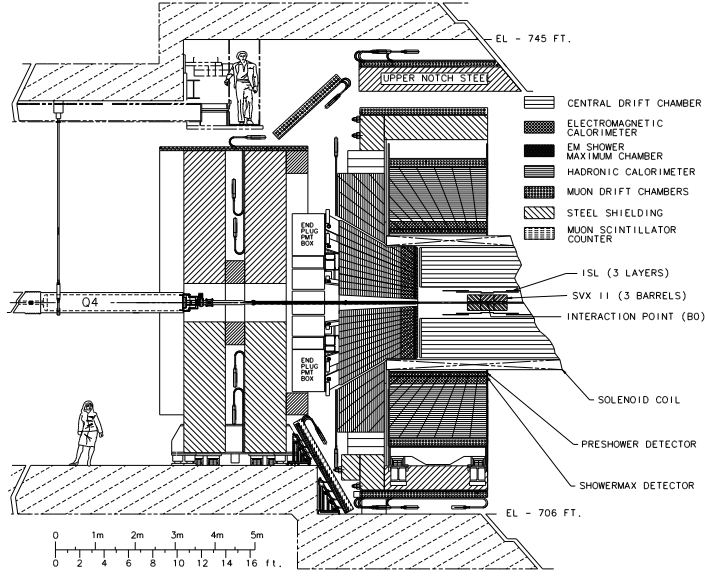 EL - 745 FT.
UPPER NOTCH STEEL
CENTRAL DRIFT CHAMBER
ELECTROMAGNETIC
CALORIMETER
EM SHOWER
MAXIMUM CHAMBER
HADRONIC CALORIMETER
MUON DRIFT CHAMBERS
STEEL SHIELDING
MUON SCINTILLATOR
COUNTER
END
PLUG
PMT
BOX
ISL (3 LAYERS)
SVX II (3 BARRELS)
INTERACTION POINT (B0)
Q4
END
PLUG
PMT
BOX
SOLENOID COIL
PRESHOWER DETECTOR
SHOWERMAX DETECTOR
EL - 706 FT.
0 1m 2m 3m 4m 5m
0 2 4 6 8 10 12 14 16 ft.